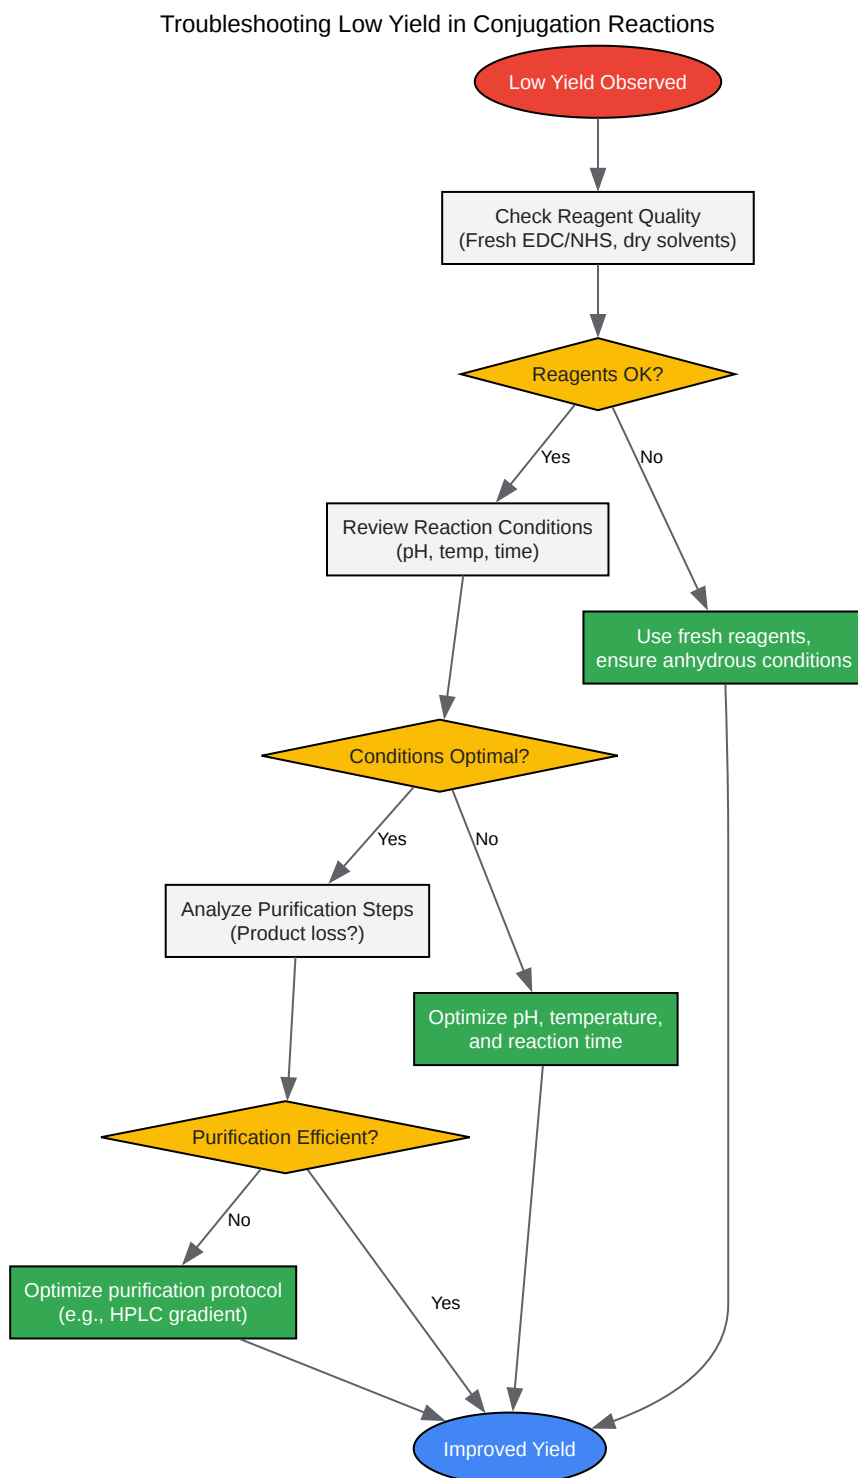 Troubleshooting Low Yield in Conjugation Reactions
Low Yield Observed
Check Reagent Quality
(Fresh EDC/NHS, dry solvents)
Reagents OK?
Yes
No
Review Reaction Conditions
(pH, temp, time)
Use fresh reagents,
ensure anhydrous conditions
Conditions Optimal?
Yes
No
Analyze Purification Steps
(Product loss?)
Optimize pH, temperature,
and reaction time
Purification Efficient?
No
Yes
Optimize purification protocol
(e.g., HPLC gradient)
Improved Yield